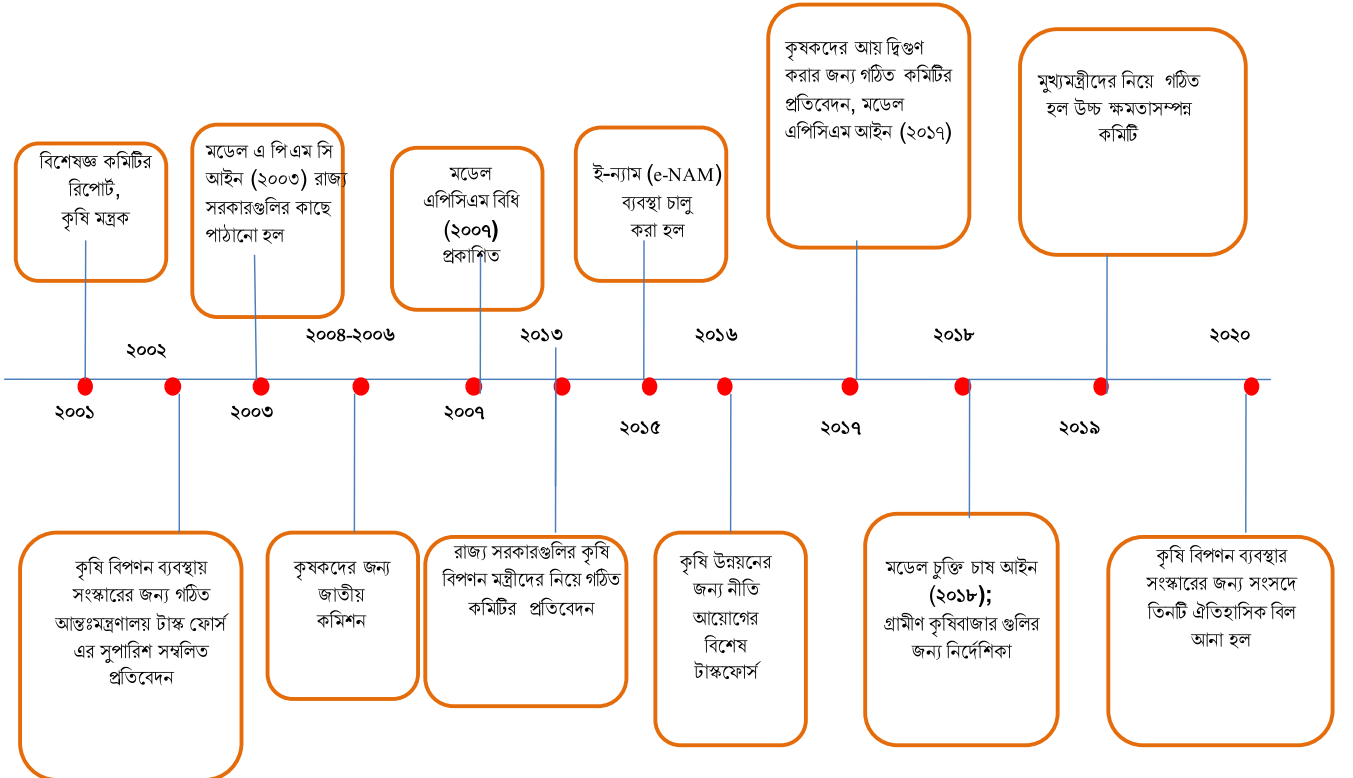 বিশেষজ্ঞ কমিটির
রিপোর্ট,
কৃষি মন্ত্রক
মডেল এ পিএম সি
আইন (২০০৩) রাজ্য
সরকারগুলির কাছে
পাঠানো হল
মডেল
এপিসিএম বিধি
(২০০৭)
প্রকাশিত
ই-ন্যাম (e-NAM)
ব্যবস্থা চালু
করা হল
কৃষকদের আয় দ্বিগুণ
করার জন্য গঠিত কমিটির
প্রতিবেদন, মডেল
এপিসিএম আইন (২০১৭)
মুখ্যমন্ত্রীদের নিয়ে গঠিত
হল উচ্চ ক্ষমতাসম্পন্ন
কমিটি
২০০২
২০০৪-২০০৬
২০১৩
২০১৬
২০১৮
২০২০
২০০১
২০০৩
২০০৭
২০১৫
২০১৭
২০১৯
কৃষি বিপণন ব্যবস্থায়
সংস্কারের জন্য গঠিত
আন্তঃমন্ত্রণালয় টাস্ক ফোর্স
এর সুপারিশ সম্বলিত
প্রতিবেদন
কৃষকদের জন্য
জাতীয়
কমিশন
রাজ্য সরকারগুলির কৃষি
বিপণন মন্ত্রীদের নিয়ে গঠিত
কমিটির প্রতিবেদন
কৃষি উন্নয়নের
জন্য নীতি
আয়োগের
বিশেষ
টাস্কফোর্স
মডেল চুক্তি চাষ আইন
(২০১৮);
গ্রামীণ কৃষিবাজার গুলির
জন্য নির্দেশিকা
কৃষি বিপণন ব্যবস্থার
সংস্কারের জন্য সংসদে
তিনটি ঐতিহাসিক বিল
আনা হল